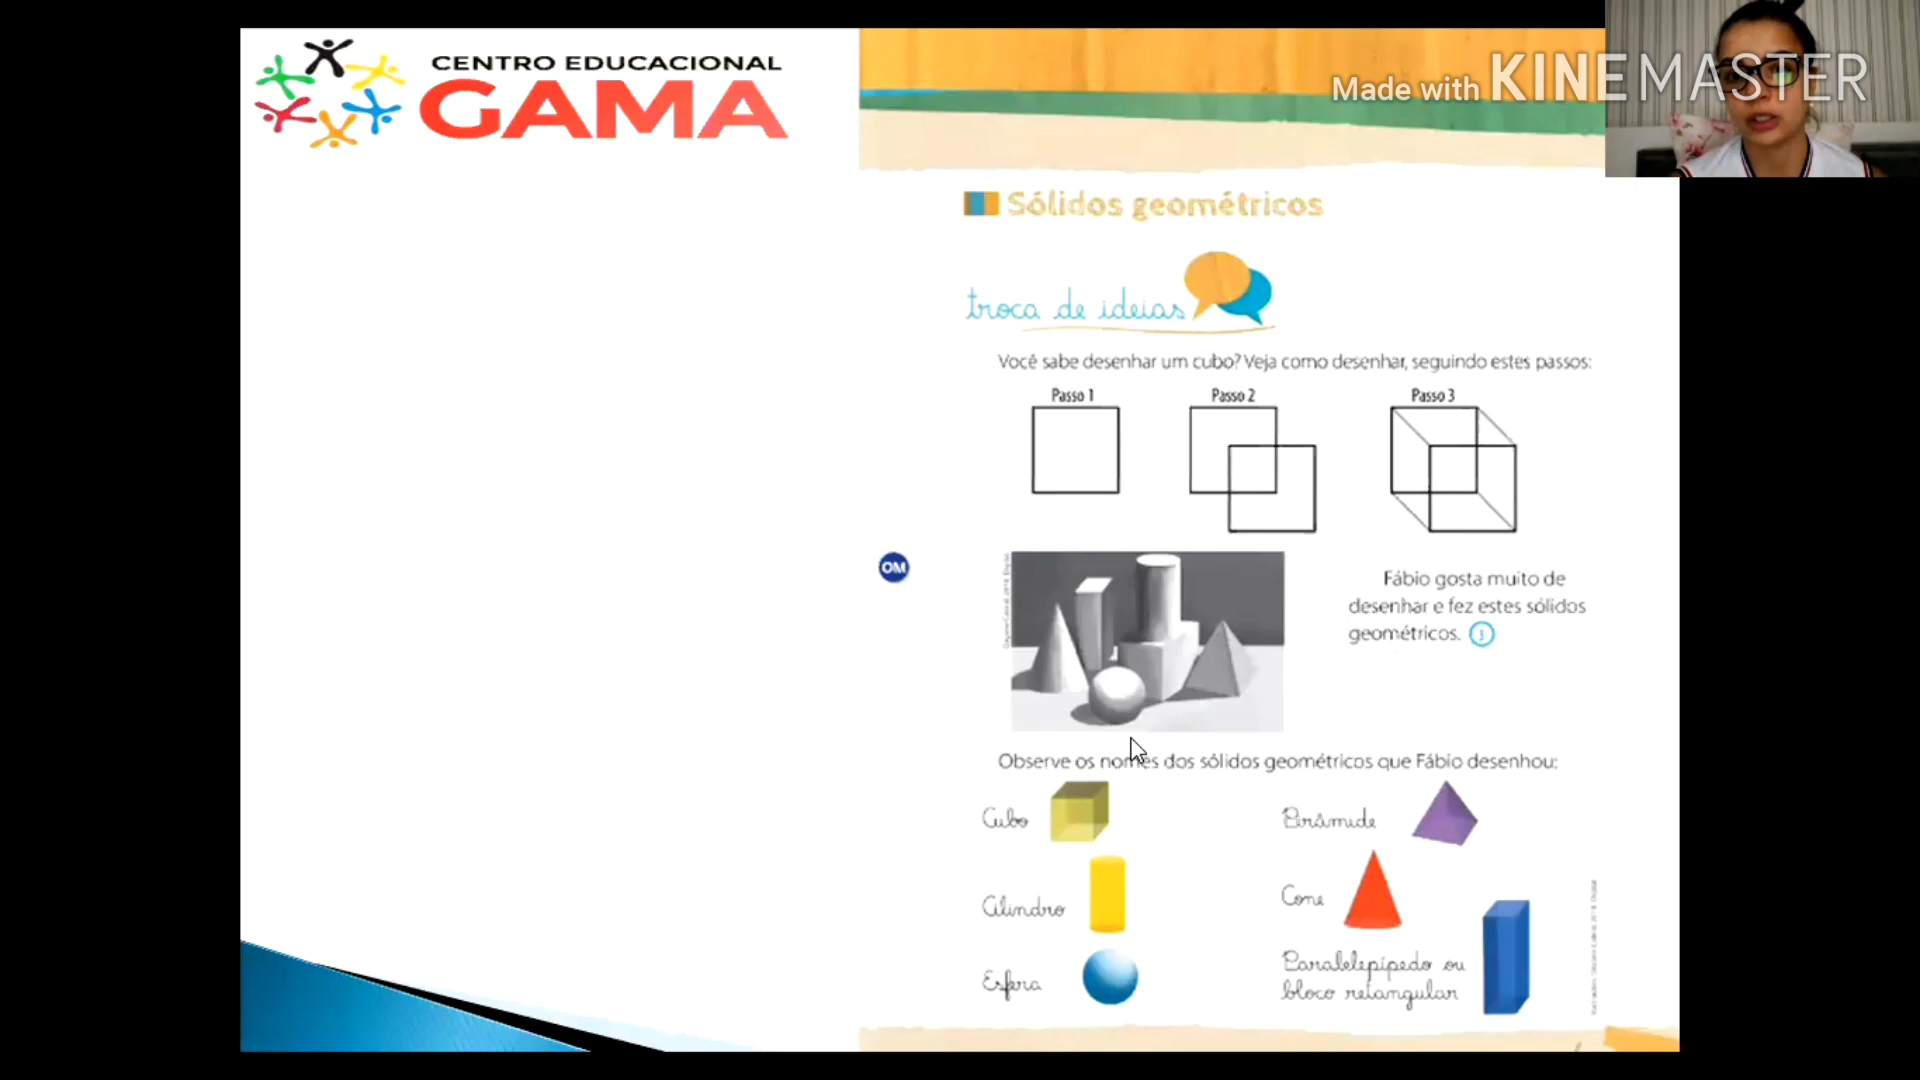 CENTRO EDUCACIONAL
GAMA
Made with KINEMASTER
Sólidos geométricos
troca de ideias
Você sabe desenhar um cubo? Veja como desenhar, seguindo estes passos:
Passo 1
Passo 2
Passo 3
OM
Fábio gosta muito de
desenhar e fez estes sólidos
geométricos. 3
Observe os nomes dos sólidos geométricos que Fábio desenhou:
Cubo
Pirâmide
Cilindro
Cone
Esfera
Paralelepípedo ou
bloco retangular